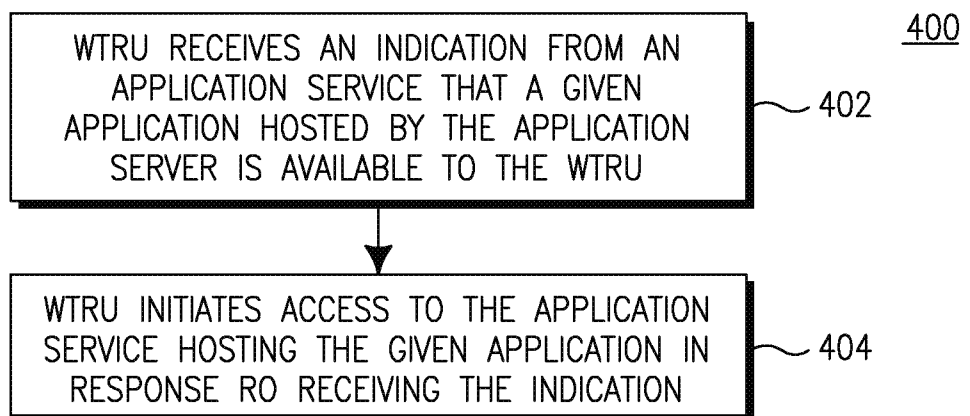 400
WTRU RECEIVES AN INDICATION FROM AN
APPLICATION SERVICE THAT A GIVEN
APPLICATION HOSTED BY THE APPLICATION
SERVER IS AVAILABLE TO THE WTRU
402
WTRU INITIATES ACCESS TO THE APPLICATION
SERVICE HOSTING THE GIVEN APPLICATION IN
RESPONSE RO RECEIVING THE INDICATION
404